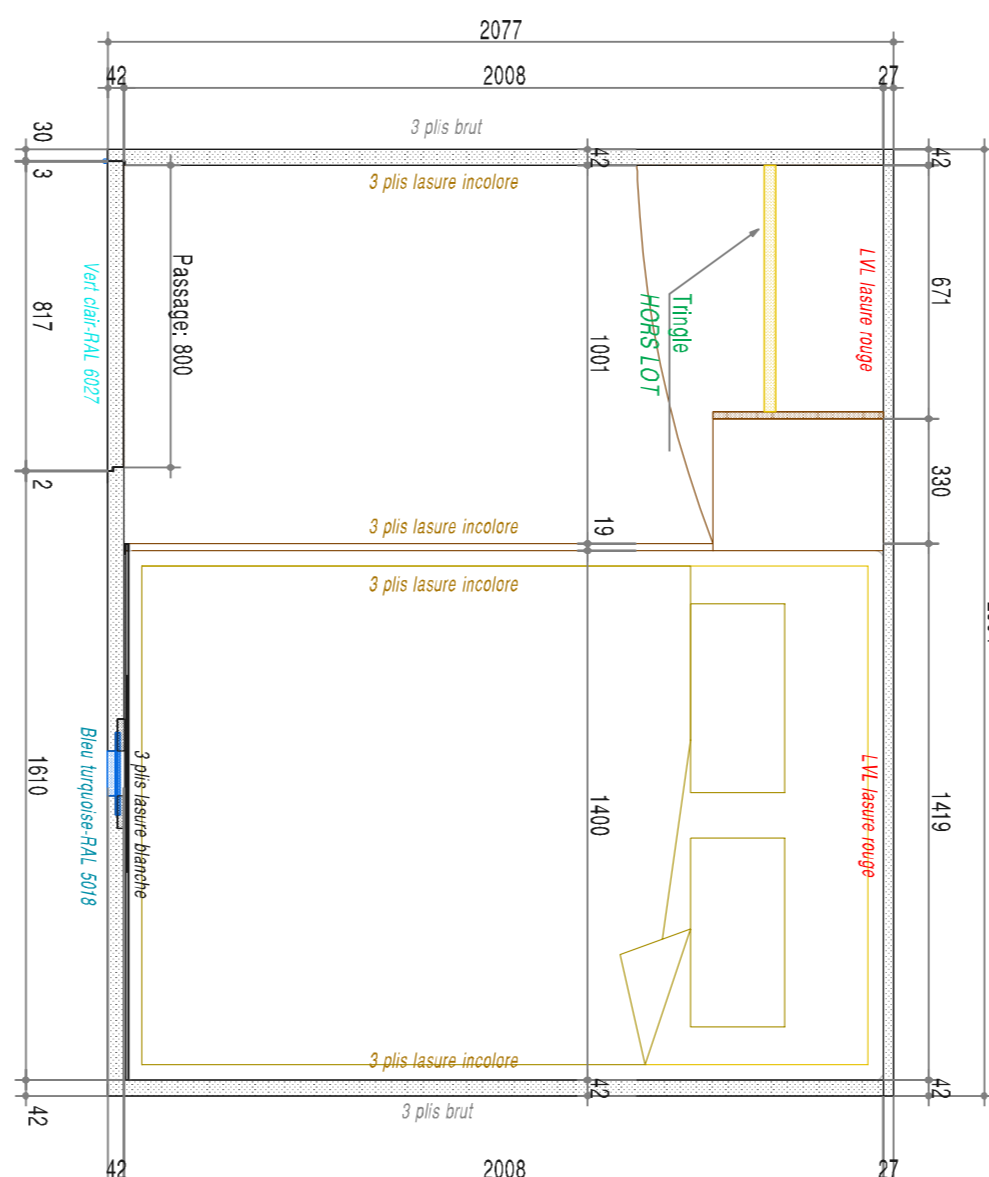 2077
42
2008
27
3 plis brut
30
3
42
42
3 plis lasure incolore
Vert clair-RAL 6027
817
Passage: 800
Tringle
HORS LOT
1001
LVL lasure rouge
671
330
2
19
3 plis lasure incolore
3 plis lasure incolore
Bleu turquoise-RAL 5018
3 plis lasure blanche
1610
1400
LVL lasure rouge
1419
3 plis lasure incolore
42
42
42
3 plis brut
42
2008
27